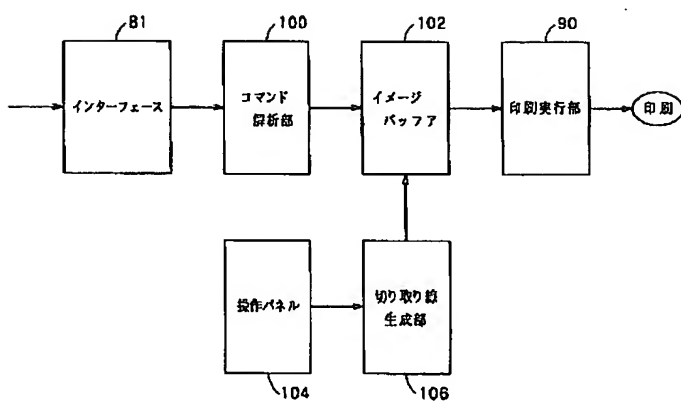 81
100
102
90
インターフェース
コマンド
解析部
イメージ
バッファ
印刷実行部
印刷
操作パネル
切り取り線
生成部
104
106